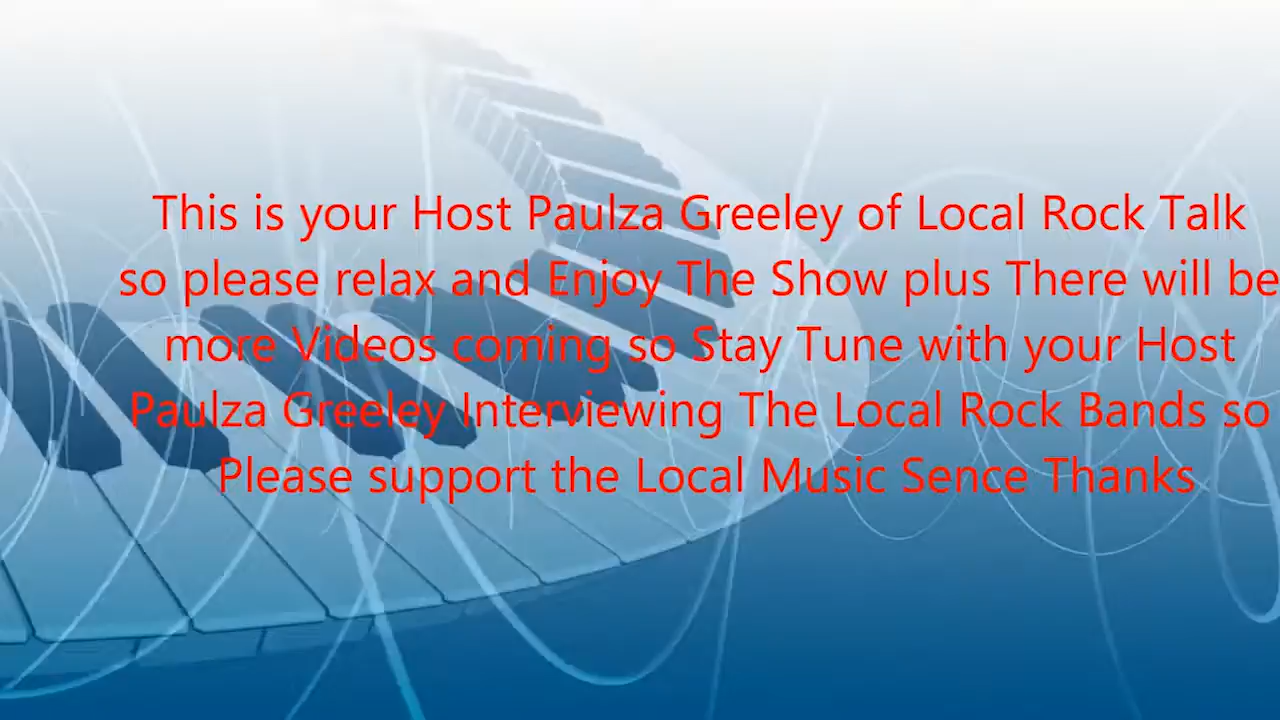 This is your Host Paulza Greeley of Local Rock Talk
so please relax and Enjoy The Show plus There will be
more Videos coming so Stay Tune with your Host
Paulza Greeley Interviewing The Local Rock Bands so
Please support the Local Music Sence Thanks